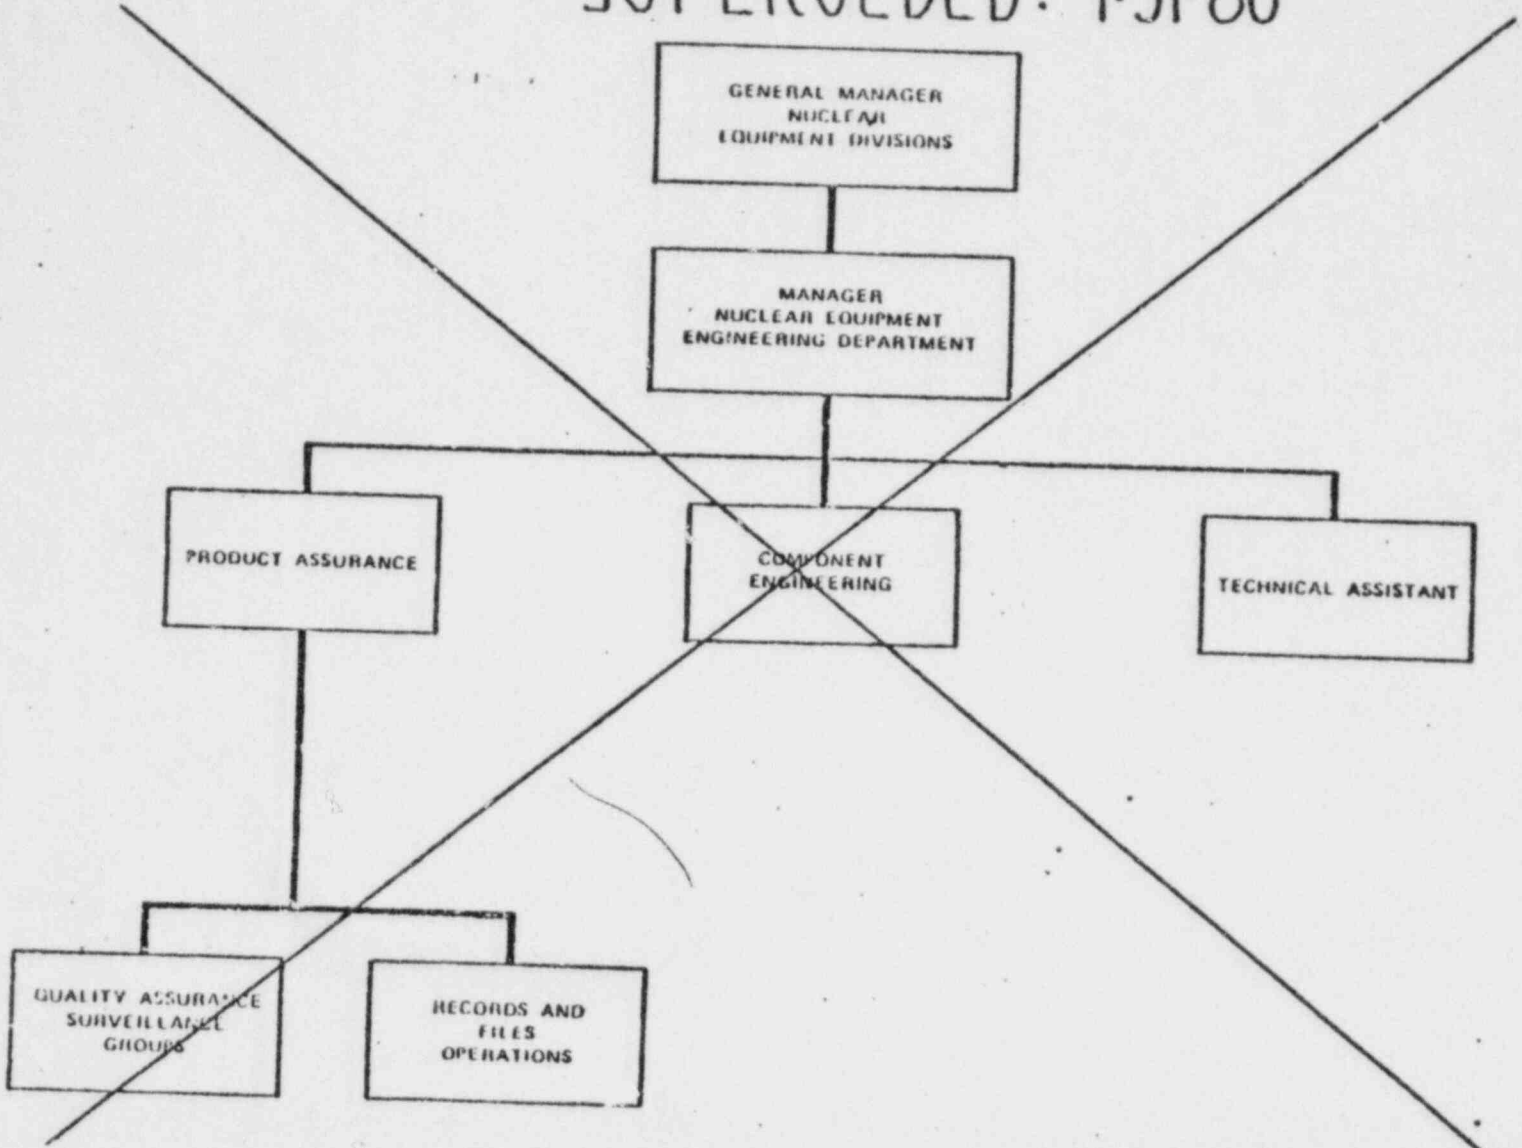 GENERAL MANAGER
NUCLEAR
EQUIPMENT DIVISIONS
MANAGER
NUCLEAR EQUIPMENT
ENGINEERING DEPARTMENT
PRODUCT ASSURANCE
COMPONENT
ENGINEERING
TECHNICAL ASSISTANT
QUALITY ASSURANCE
SURVEILLANCE
GROUPS
RECORDS AND
FILES
OPERATIONS